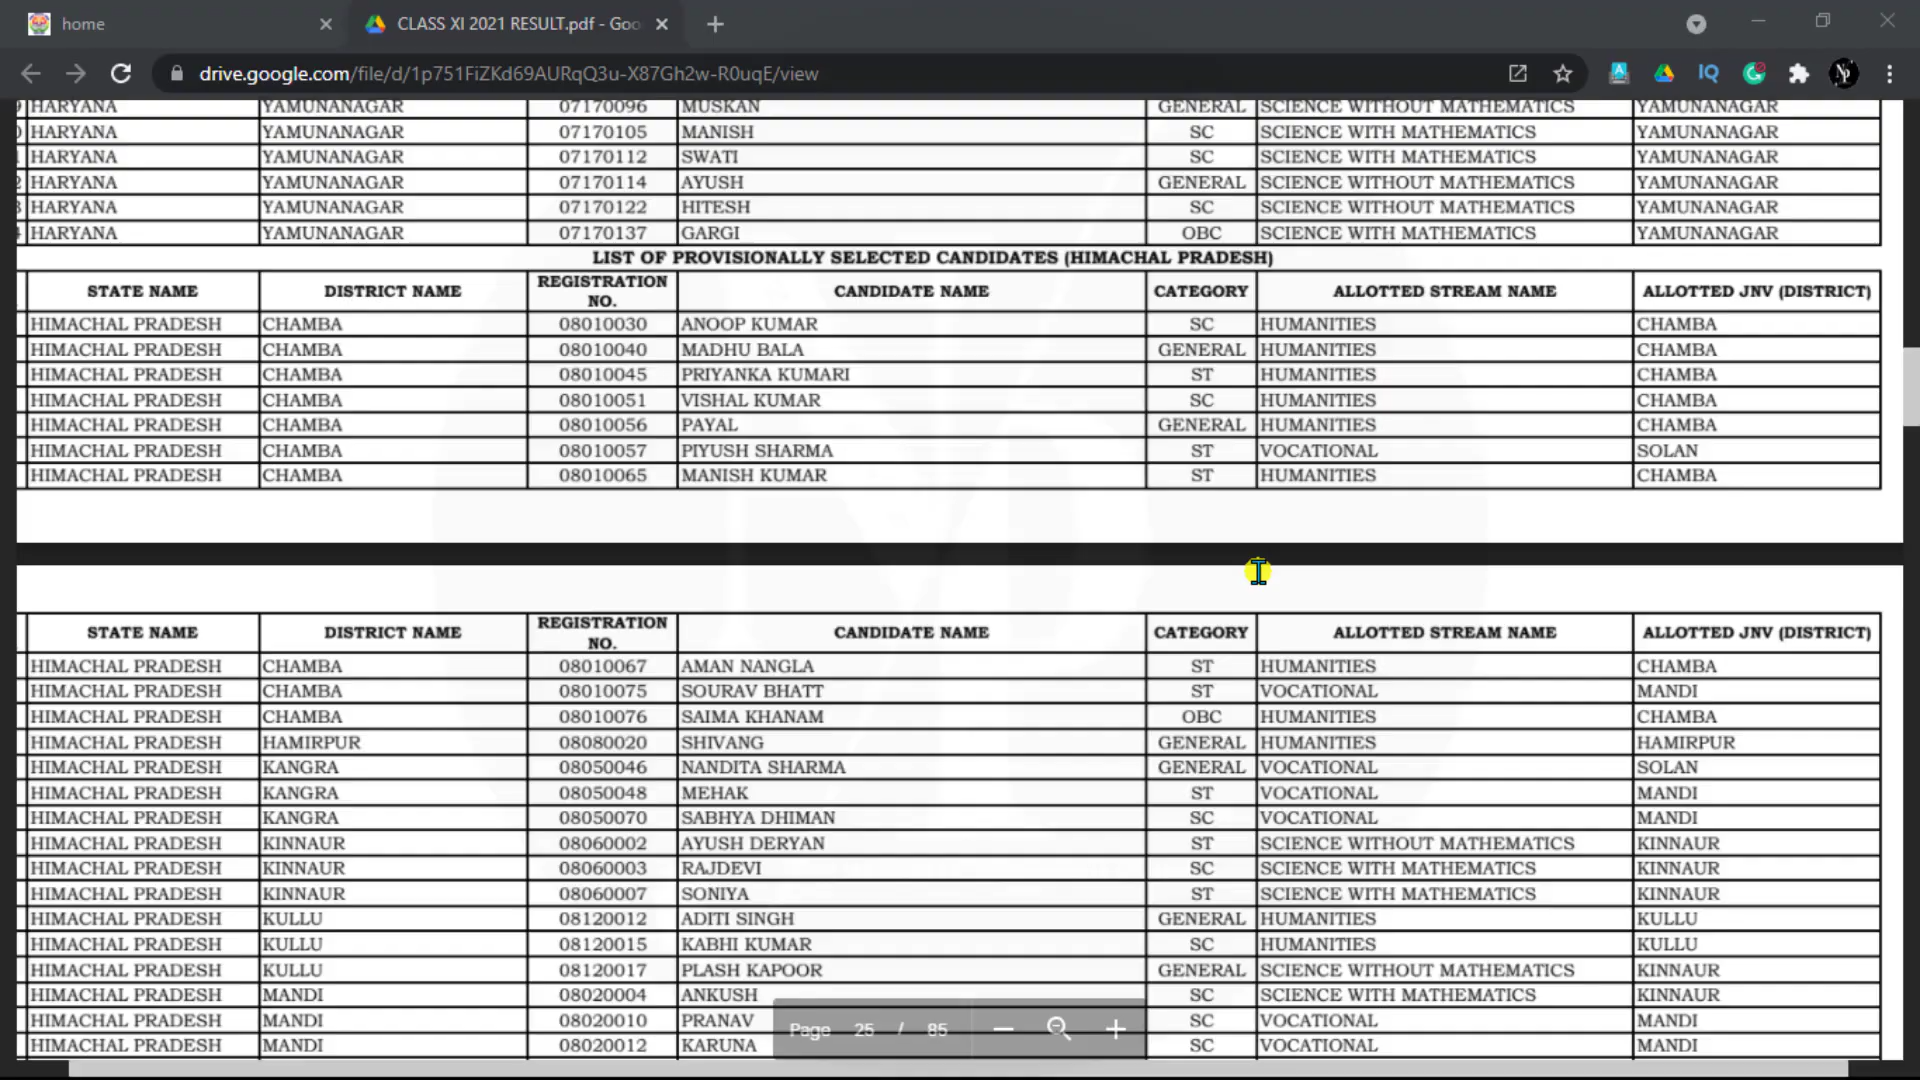 home
CLASS XI 2021 RESULT.pdf - Goo
drive.google.com/file/d/1p751FiZKd69AURqQ3u-X87Gh2w-R0uqE/view
HARYANA YAMUNANAGAR 07170096 MUSKAN GENERAL SCIENCE WITHOUT MATHEMATICS YAMUNANAGAR
HARYANA YAMUNANAGAR 07170105 MANISH SC SCIENCE WITH MATHEMATICS YAMUNANAGAR
HARYANA YAMUNANAGAR 07170112 SWATI SC SCIENCE WITH MATHEMATICS YAMUNANAGAR
HARYANA YAMUNANAGAR 07170114 AYUSH GENERAL SCIENCE WITHOUT MATHEMATICS YAMUNANAGAR
HARYANA YAMUNANAGAR 07170122 HITESH SC SCIENCE WITHOUT MATHEMATICS YAMUNANAGAR
HARYANA YAMUNANAGAR 07170137 GARGI OBC SCIENCE WITH MATHEMATICS YAMUNANAGAR
LIST OF PROVISIONALLY SELECTED CANDIDATES (HIMACHAL PRADESH)
STATE NAME DISTRICT NAME REGISTRATION NO. CANDIDATE NAME CATEGORY ALLOTTED STREAM NAME ALLOTTED JNV (DISTRICT)
HIMACHAL PRADESH CHAMBA 08010030 ANOOP KUMAR SC HUMANITIES CHAMBA
HIMACHAL PRADESH CHAMBA 08010040 MADHU BALA GENERAL HUMANITIES CHAMBA
HIMACHAL PRADESH CHAMBA 08010045 PRIYANKA KUMARI ST HUMANITIES CHAMBA
HIMACHAL PRADESH CHAMBA 08010051 VISHAL KUMAR SC HUMANITIES CHAMBA
HIMACHAL PRADESH CHAMBA 08010056 PAYAL GENERAL HUMANITIES CHAMBA
HIMACHAL PRADESH CHAMBA 08010057 PIYUSH SHARMA ST VOCATIONAL SOLAN
HIMACHAL PRADESH CHAMBA 08010065 MANISH KUMAR ST HUMANITIES CHAMBA
STATE NAME DISTRICT NAME REGISTRATION NO. CANDIDATE NAME CATEGORY ALLOTTED STREAM NAME ALLOTTED JNV (DISTRICT)
HIMACHAL PRADESH CHAMBA 08010067 AMAN NANGLA ST HUMANITIES CHAMBA
HIMACHAL PRADESH CHAMBA 08010075 SOURAV BHATT ST VOCATIONAL MANDI
HIMACHAL PRADESH CHAMBA 08010076 SAIMA KHANAM OBC HUMANITIES CHAMBA
HIMACHAL PRADESH HAMIRPUR 08080020 SHIVANG GENERAL HUMANITIES HAMIRPUR
HIMACHAL PRADESH KANGRA 08050046 NANDITA SHARMA GENERAL VOCATIONAL SOLAN
HIMACHAL PRADESH KANGRA 08050048 MEHAK ST VOCATIONAL MANDI
HIMACHAL PRADESH KANGRA 08050070 SABHYA DHIMAN SC VOCATIONAL MANDI
HIMACHAL PRADESH KINNAUR 08060002 AYUSH DERYAN ST SCIENCE WITHOUT MATHEMATICS KINNAUR
HIMACHAL PRADESH KINNAUR 08060003 RAJDEVI SC SCIENCE WITH MATHEMATICS KINNAUR
HIMACHAL PRADESH KINNAUR 08060007 SONIYA ST SCIENCE WITH MATHEMATICS KINNAUR
HIMACHAL PRADESH KULLU 08120012 ADITI SINGH GENERAL HUMANITIES KULLU
HIMACHAL PRADESH KULLU 08120015 KABHI KUMAR SC HUMANITIES KULLU
HIMACHAL PRADESH KULLU 08120017 PLASH KAPOOR GENERAL SCIENCE WITHOUT MATHEMATICS KINNAUR
HIMACHAL PRADESH MANDI 08020004 ANKUSH SC SCIENCE WITH MATHEMATICS KINNAUR
HIMACHAL PRADESH MANDI 08020010 PRANAV SC VOCATIONAL MANDI
HIMACHAL PRADESH MANDI 08020012 KARUNA SC VOCATIONAL MANDI
Page 25 / 85